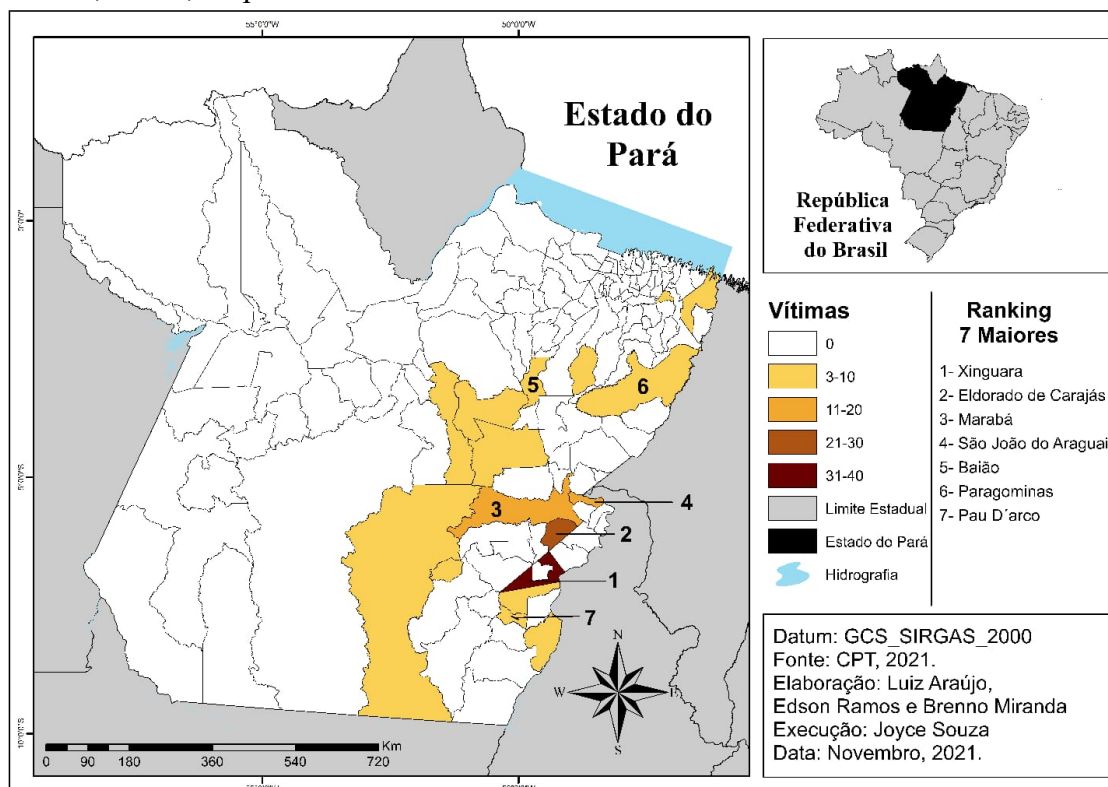 55°0'0"W
50°0'0"W
Estado do
Pará
República
Federativa
do Brasil
Vítimas
0
3-10
11-20
21-30
31-40
Limite Estadual
Estado do Pará
Hidrografia
Ranking
7 Maiores
1- Xinguara
2- Eldorado de Carajás
3- Marabá
4- São João do Araguai
5- Baião
6- Paragominas
7- Pau D´arco
5
6
3
4
2
1
7
5°0'0"S
10°0'0"S
N
W
E
S
Km
0 90 180 360 540 720
Datum: GCS_SIRGAS_2000
Fonte: CPT, 2021.
Elaboração: Luiz Araújo,
Edson Ramos e Brenno Miranda
Execução: Joyce Souza
Data: Novembro, 2021.